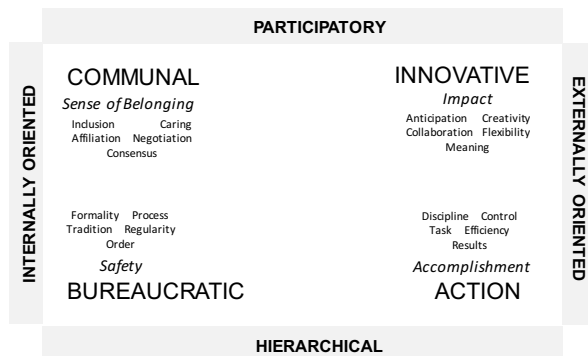 PARTICIPATORY
INTERNALLY ORIENTED
EXTERNALLY ORIENTED
COMMUNAL
Sense of Belonging
Inclusion Caring
Affiliation Negotiation
Consensus
INNOVATIVE
Impact
Anticipation Creativity
Collaboration Flexibility
Meaning
Formality Process
Tradition Regularity
Order
Safety
BUREAUCRATIC
Discipline Control
Task Efficiency
Results
Accomplishment
ACTION
HIERARCHICAL